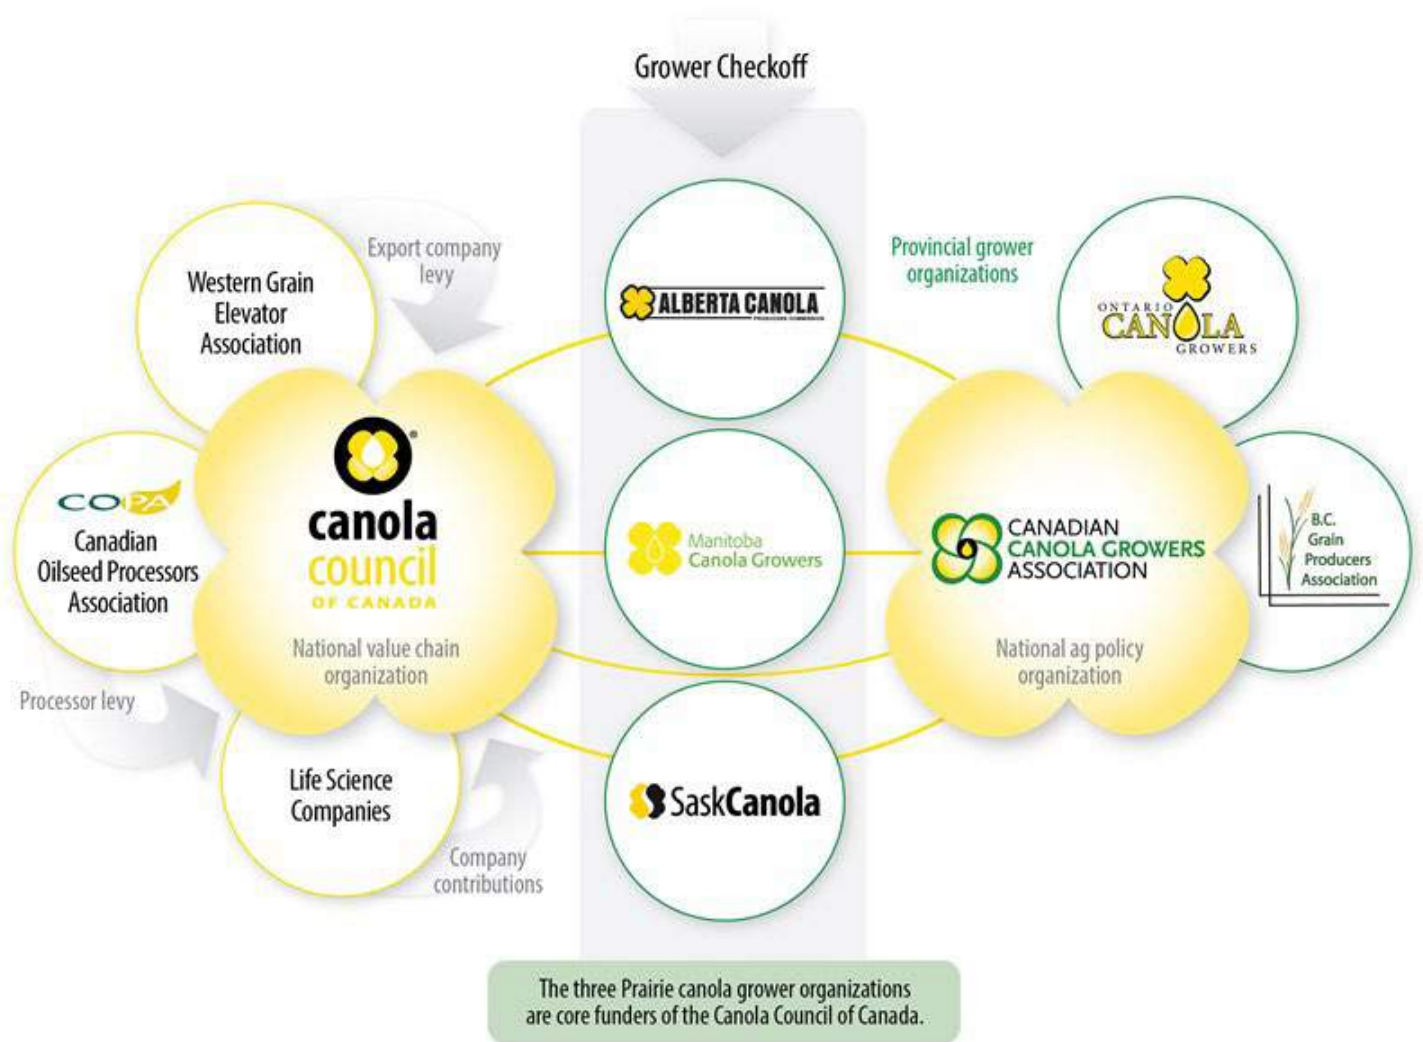 Grower Checkoff
Export company
levy
Western Grain
Elevator
Association
ALBERTA CANOLA
PRODUCERS COMMISSION
Provincial grower
organizations
ONTARIO
CANOLA
GROWERS
COPA
Canadian
Oilseed Processors
Association
canola
council
OF CANADA
®
National value chain
organization
Manitoba
Canola Growers
CANADIAN
CANOLA GROWERS
ASSOCIATION
National ag policy
organization
B.C.
Grain
Producers
Association
Processor levy
Life Science
Companies
Company
contributions
SaskCanola
The three Prairie canola grower organizations
are core funders of the Canola Council of Canada.